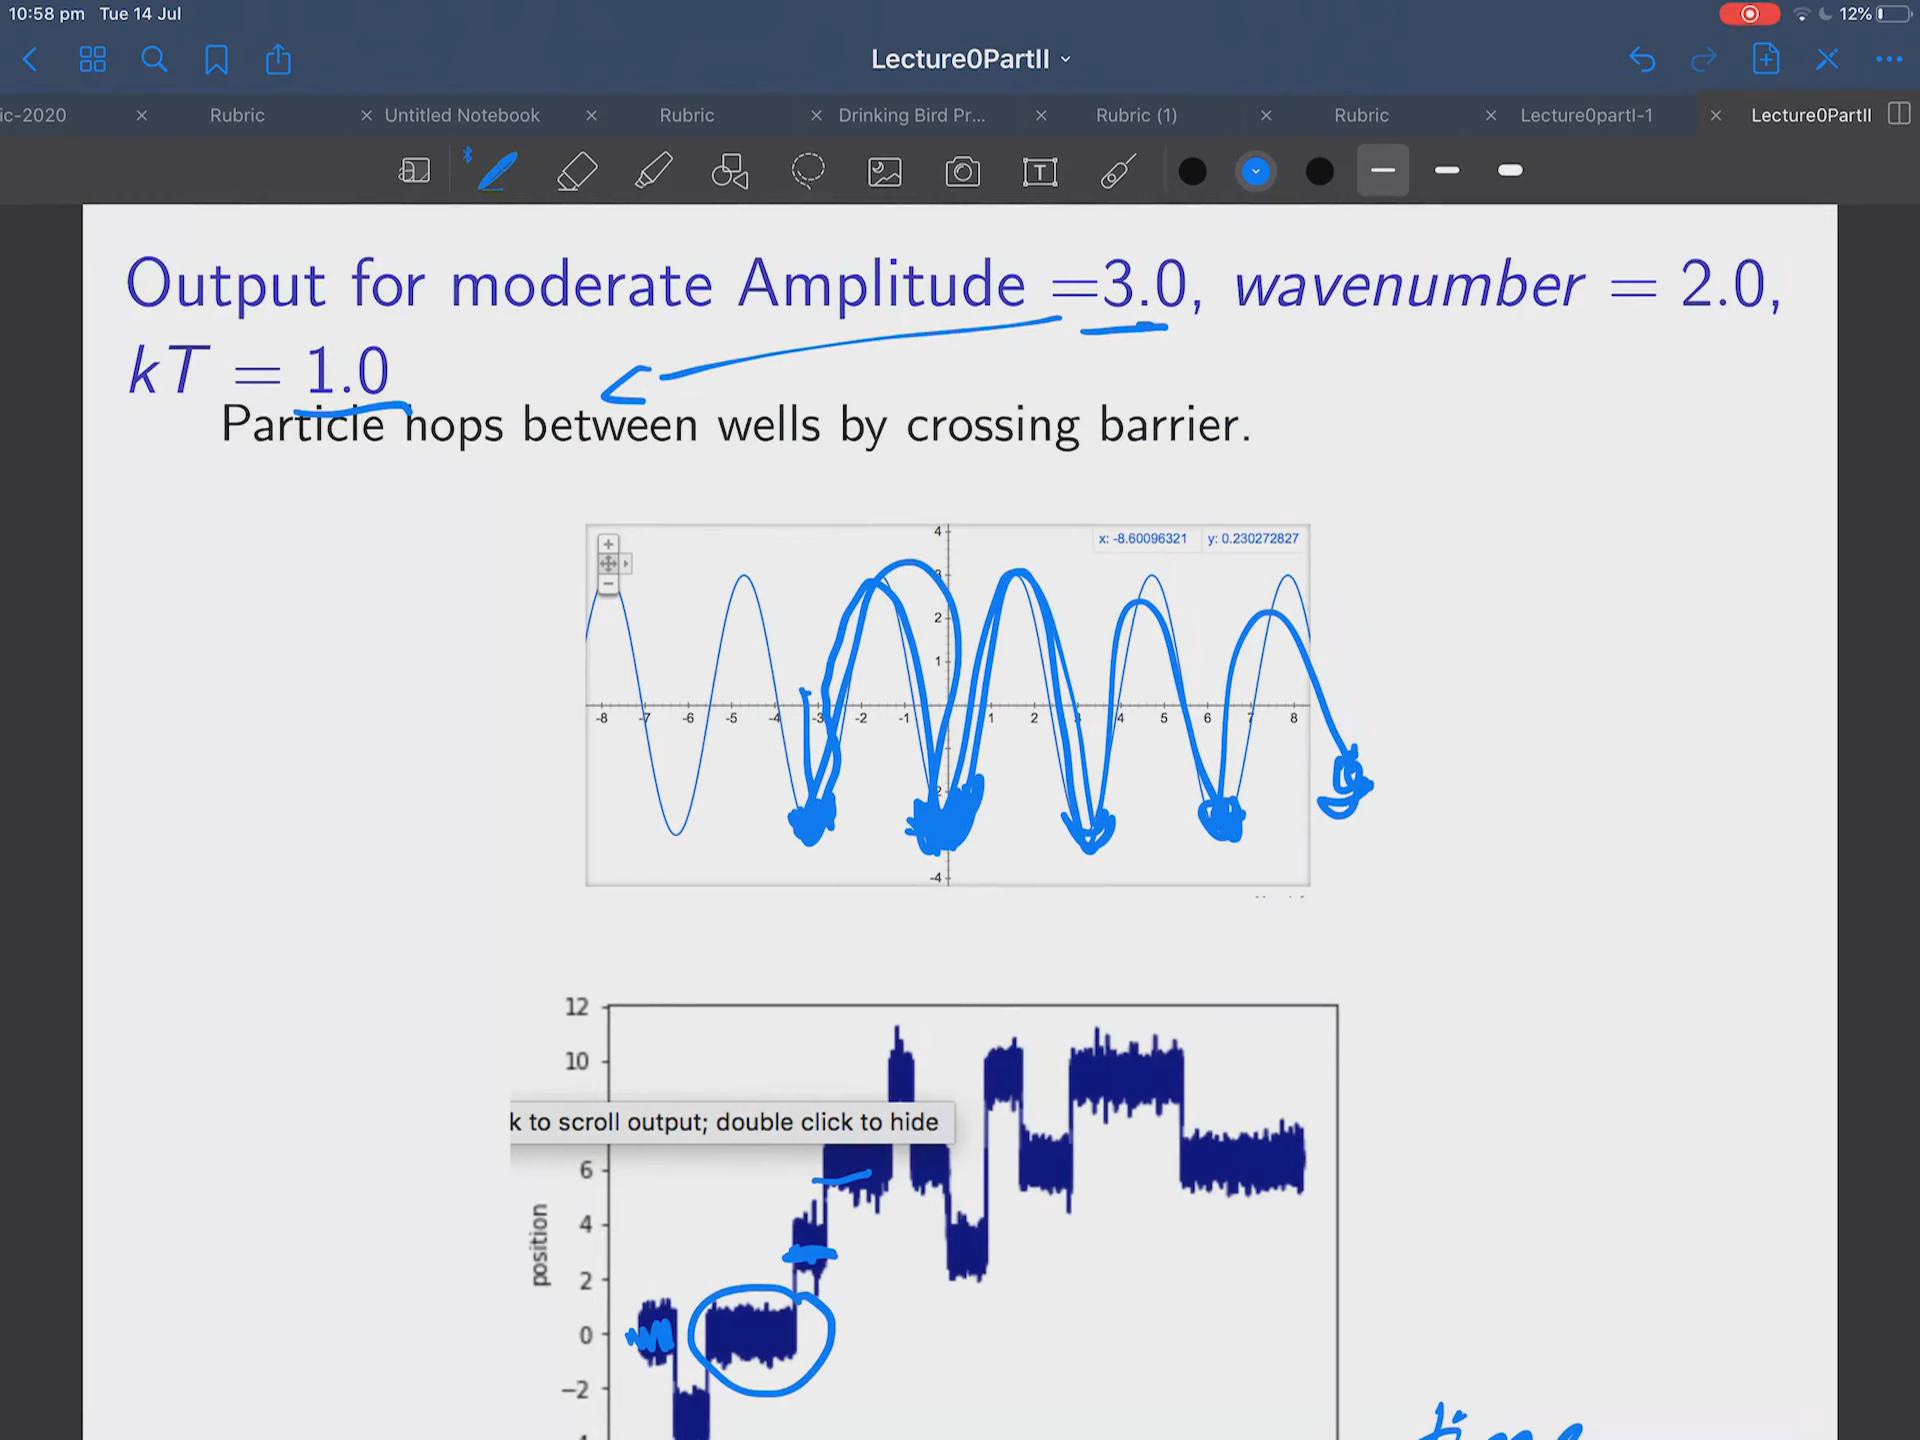 10:58 pm Tue 14 Jul 12%
Lecture0PartII
ic-2020 Rubric Untitled Notebook Rubric Drinking Bird Pr... Rubric (1) Rubric Lecture0partI-1 Lecture0PartII
T
Output for moderate Amplitude =3.0, wavenumber = 2.0,
kT = 1.0
Particle hops between wells by crossing barrier.
x: -8.60096321 y: 0.230272827
4
3
2
1
-8 -7 -6 -5 -4 -3 -2 -1 1 2 3 4 5 6 7 8
-2
-4
12
10
k to scroll output; double click to hide
6
4
position
2
0
−2
time